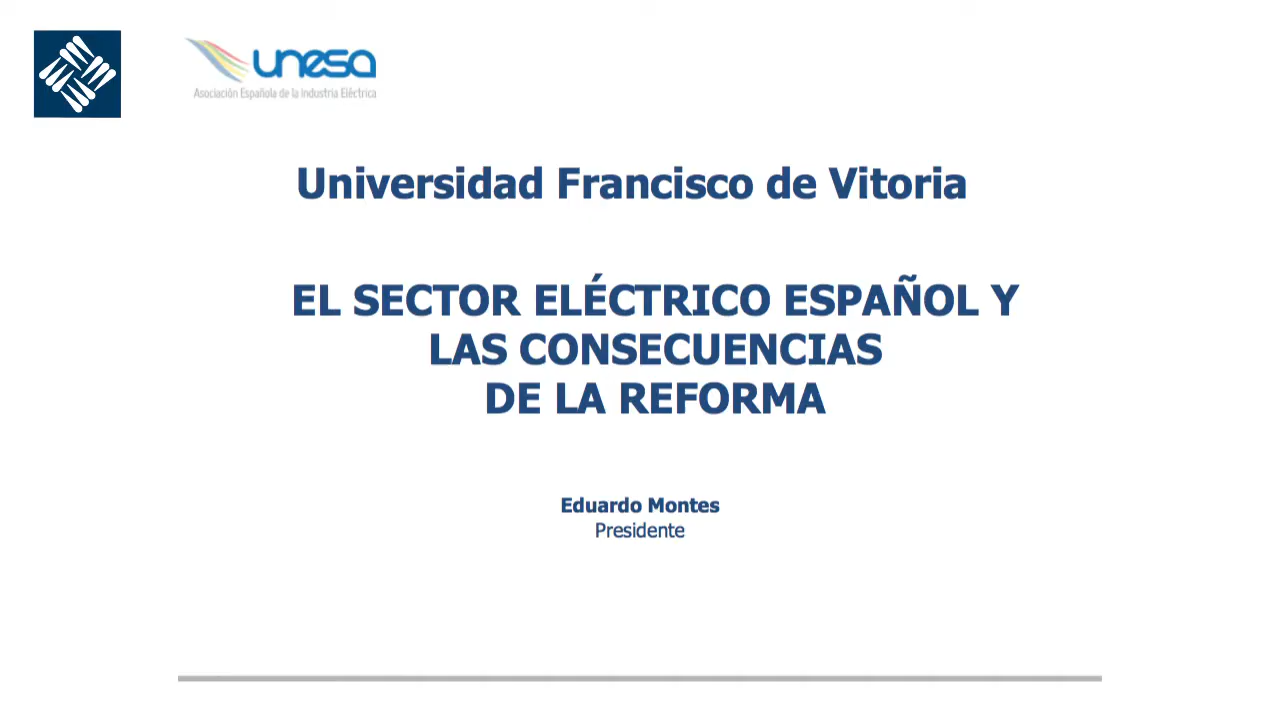 unesa
Asociación Española de la Industria Eléctrica
Universidad Francisco de Vitoria
EL SECTOR ELÉCTRICO ESPAÑOL Y
LAS CONSECUENCIAS
DE LA REFORMA
Eduardo Montes
Presidente